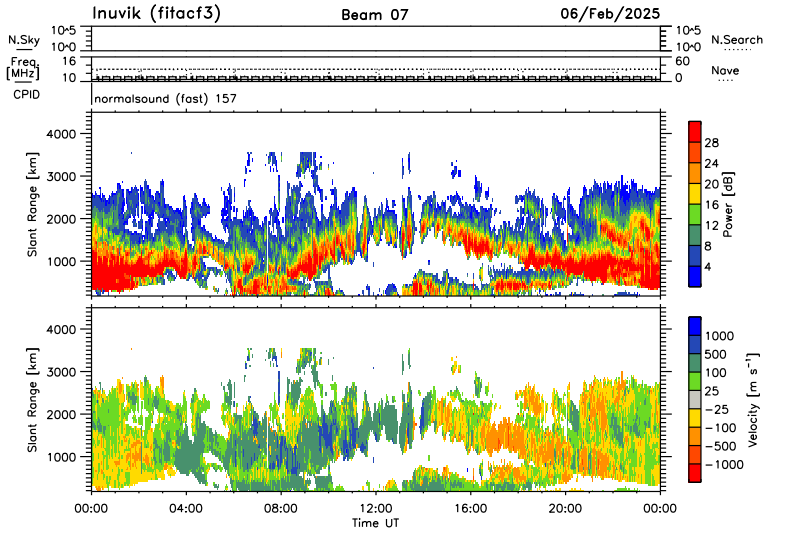 Inuvik (fitacf3) Beam 07 06/Feb/2025
N.Sky 10^5 10^5 N.Search
10^0 10^0
Freq. [MHz] 16 60 Nave
10 0
CPID normalsound (fast) 157
Slant Range [km]
4000
3000
2000
1000
Power [dB]
28
24
20
16
12
8
4
Slant Range [km]
4000
3000
2000
1000
Velocity [m s^-1]
1000
500
100
25
-25
-100
-500
-1000
00:00 04:00 08:00 12:00 16:00 20:00 00:00
Time UT